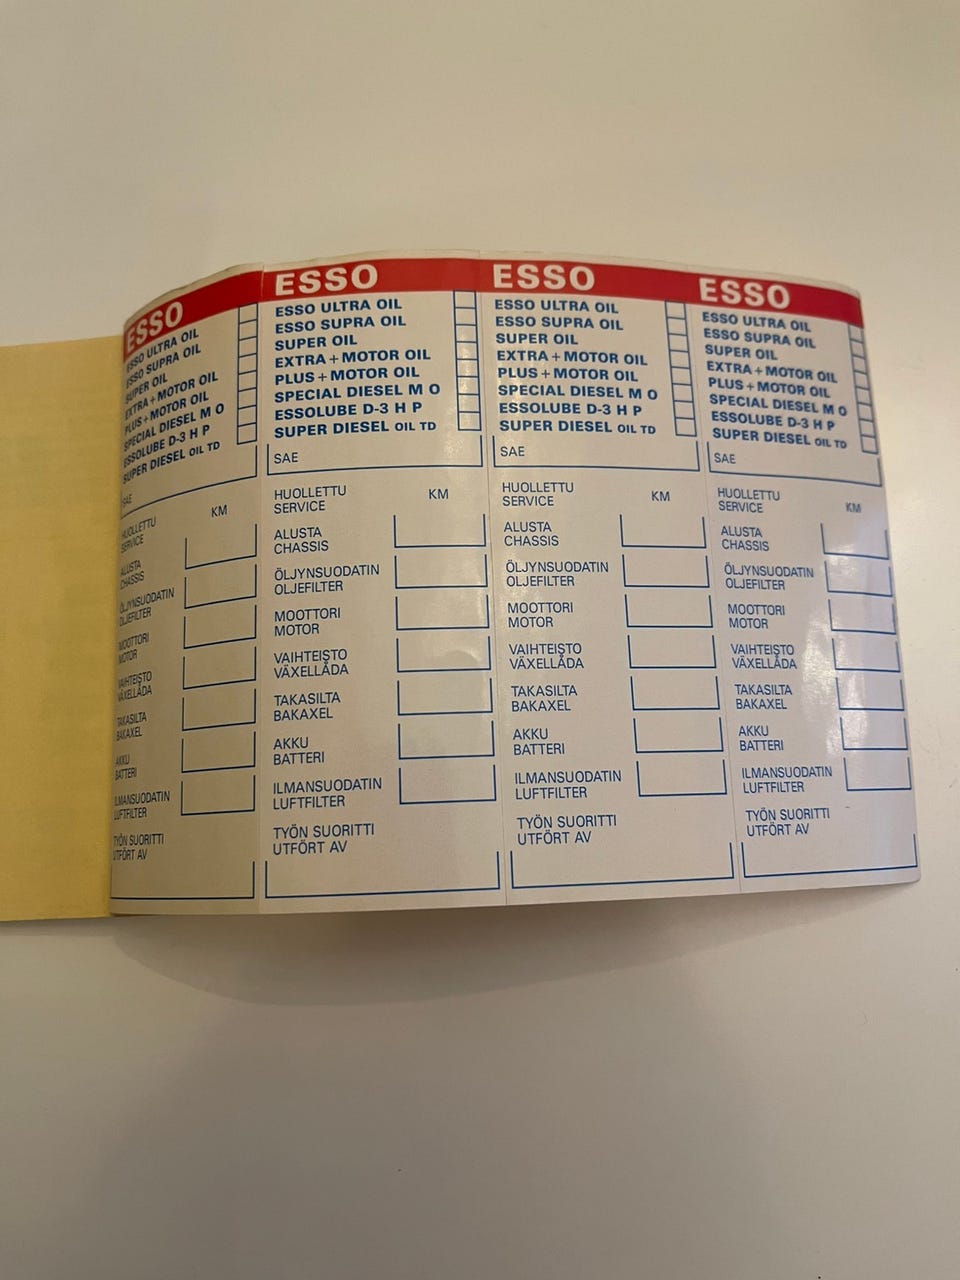 ESSO
ESSO ULTRA OIL
ESSO SUPRA OIL
SUPER OIL
EXTRA+MOTOR OIL
PLUS+MOTOR OIL
SPECIAL DIESEL M O
ESSOLUBE D-3 H P
SUPER DIESEL OIL TD
SAE
KM
HUOLLETTU
SERVICE
ALUSTA
CHASSIS
ÖLJYNSUODATIN
OLJEFILTER
MOOTTORI
MOTOR
VAIHTEISTO
VÄXELLÅDA
TAKASILTA
BAKAXEL
AKKU
BATTERI
ILMANSUODATIN
LUFTFILTER
TYÖN SUORITTI
UTFÖRT AV
ESSO
ESSO ULTRA OIL
ESSO SUPRA OIL
SUPER OIL
EXTRA+MOTOR OIL
PLUS+MOTOR OIL
SPECIAL DIESEL M O
ESSOLUBE D-3 H P
SUPER DIESEL OIL TD
SAE
HUOLLETTU KM
SERVICE
ALUSTA
CHASSIS
ÖLJYNSUODATIN
OLJEFILTER
MOOTTORI
MOTOR
VAIHTEISTO
VÄXELLÅDA
TAKASILTA
BAKAXEL
AKKU
BATTERI
ILMANSUODATIN
LUFTFILTER
TYÖN SUORITTI
UTFÖRT AV
ESSO
ESSO ULTRA OIL
ESSO SUPRA OIL
SUPER OIL
EXTRA+MOTOR OIL
PLUS+MOTOR OIL
SPECIAL DIESEL M O
ESSOLUBE D-3 H P
SUPER DIESEL OIL TD
SAE
HUOLLETTU KM
SERVICE
ALUSTA
CHASSIS
ÖLJYNSUODATIN
OLJEFILTER
MOOTTORI
MOTOR
VAIHTEISTO
VÄXELLÅDA
TAKASILTA
BAKAXEL
AKKU
BATTERI
ILMANSUODATIN
LUFTFILTER
TYÖN SUORITTI
UTFÖRT AV
ESSO
ESSO ULTRA OIL
ESSO SUPRA OIL
SUPER OIL
EXTRA+MOTOR OIL
PLUS+MOTOR OIL
SPECIAL DIESEL M O
ESSOLUBE D-3 H P
SUPER DIESEL OIL TD
SAE
HUOLLETTU KM
SERVICE
ALUSTA
CHASSIS
ÖLJYNSUODATIN
OLJEFILTER
MOOTTORI
MOTOR
VAIHTEISTO
VÄXELLÅDA
TAKASILTA
BAKAXEL
AKKU
BATTERI
ILMANSUODATIN
LUFTFILTER
TYÖN SUORITTI
UTFÖRT AV